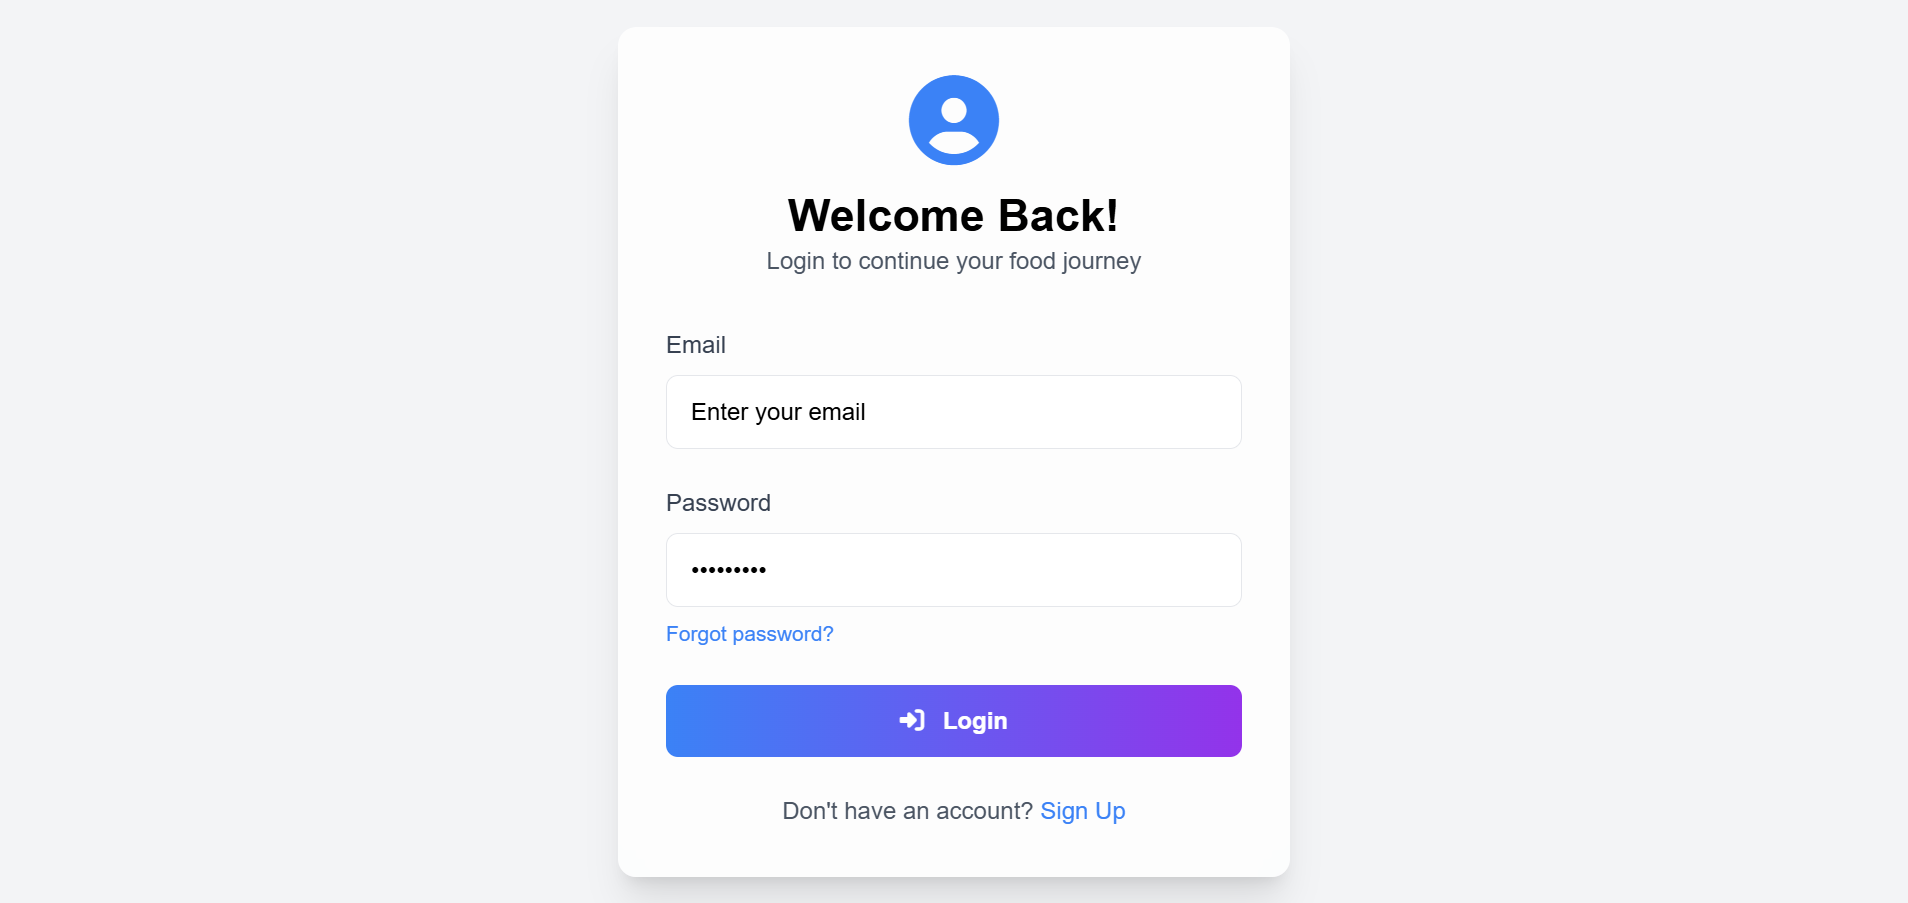 Welcome Back!
Login to continue your food journey
Email
Enter your email
Password
•••••••••
Forgot password?
Login
Don't have an account? Sign Up